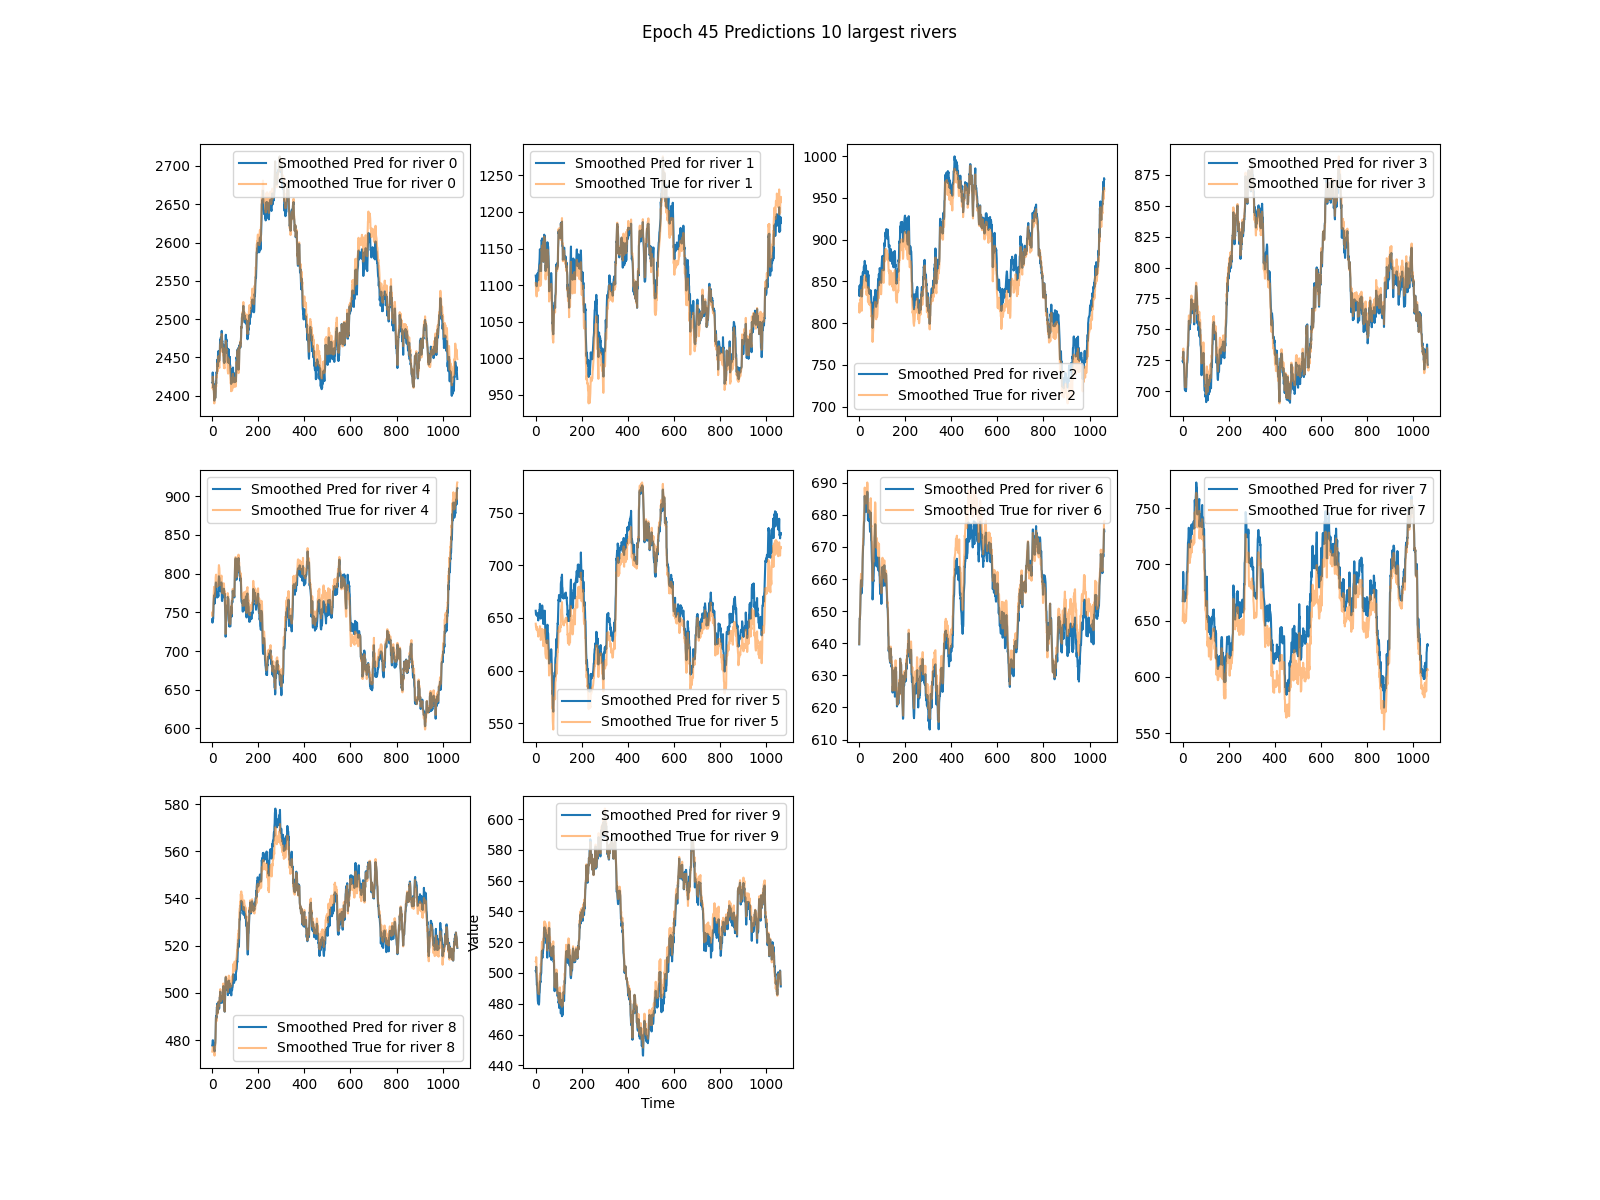 Epoch 45 Predictions 10 largest rivers
2700
2650
2600
2550
2500
2450
2400
Smoothed Pred for river 0
Smoothed True for river 0
0 200 400 600 800 1000
1250
1200
1150
1100
1050
1000
950
Smoothed Pred for river 1
Smoothed True for river 1
0 200 400 600 800 1000
1000
950
900
850
800
750
700
Smoothed Pred for river 2
Smoothed True for river 2
0 200 400 600 800 1000
875
850
825
800
775
750
725
700
Smoothed Pred for river 3
Smoothed True for river 3
0 200 400 600 800 1000
900
850
800
750
700
650
600
Smoothed Pred for river 4
Smoothed True for river 4
0 200 400 600 800 1000
750
700
650
600
550
Smoothed Pred for river 5
Smoothed True for river 5
0 200 400 600 800 1000
690
680
670
660
650
640
630
620
610
Smoothed Pred for river 6
Smoothed True for river 6
0 200 400 600 800 1000
750
700
650
600
550
Smoothed Pred for river 7
Smoothed True for river 7
0 200 400 600 800 1000
580
560
540
520
500
480
Smoothed Pred for river 8
Smoothed True for river 8
0 200 400 600 800 1000
Value
600
580
560
540
520
500
480
460
440
Smoothed Pred for river 9
Smoothed True for river 9
0 200 400 600 800 1000
Time